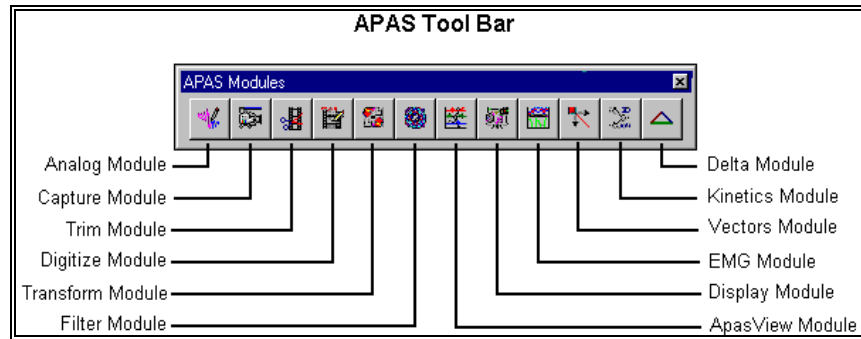 APAS Tool Bar
APAS Modules
Analog Module
Capture Module
Trim Module
Digitize Module
Transform Module
Filter Module
Delta Module
Kinetics Module
Vectors Module
EMG Module
Display Module
ApasView Module